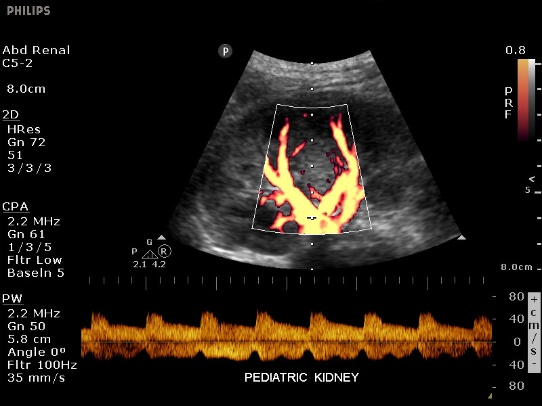 PHILIPS
Abd Renal
C5-2
8.0cm
2D
HRes
Gn 72
51
3/3/3
CPA
2.2 MHz
Gn 61
1/3/5
Fltr Low
BaseIn 5
PW
2.2 MHz
Gn 50
5.8 cm
Angle 0°
Fltr 100Hz
35 mm/s
P
0.8
P
R
F
<
5
8.0cm
G
P R
2.1 4.2
80
40
0
40
80
+
c
m
/
s
-
PEDIATRIC KIDNEY